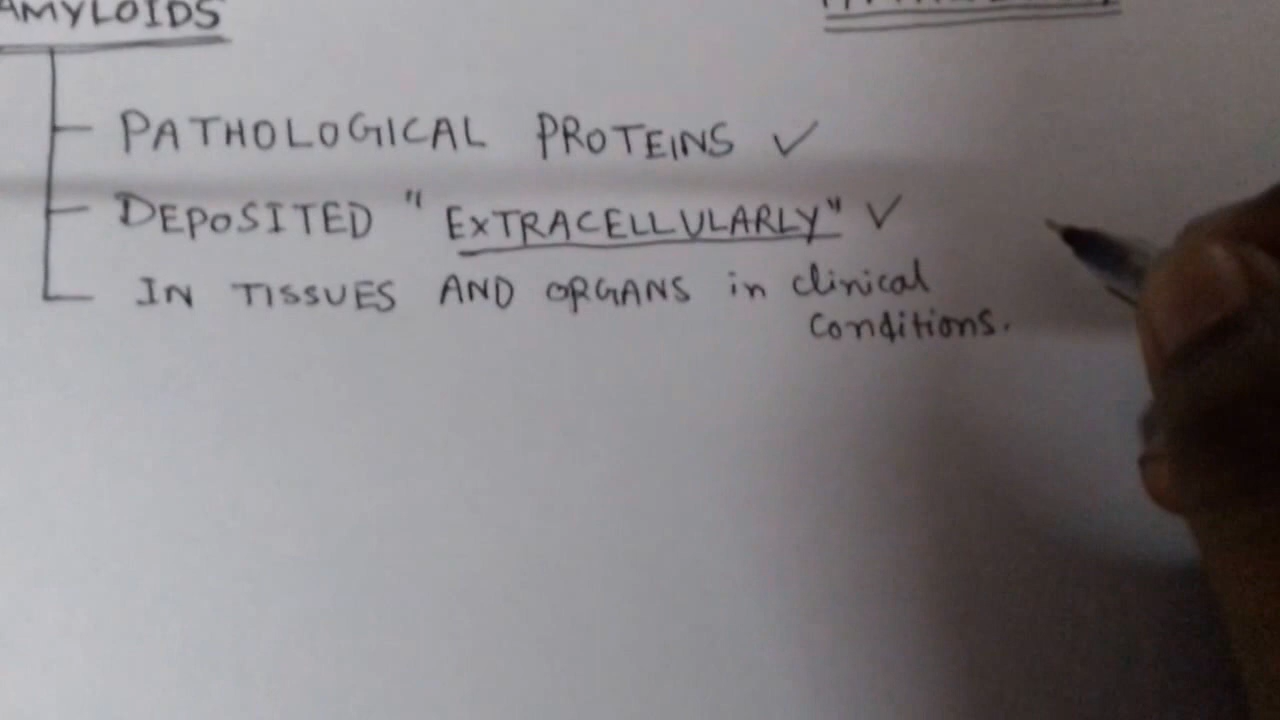 AMYLOIDS
PATHOLOGICAL PROTEINS ✓
DEPOSITED "EXTRACELLULARLY" ✓
IN TISSUES AND ORGANS in clinical
conditions.